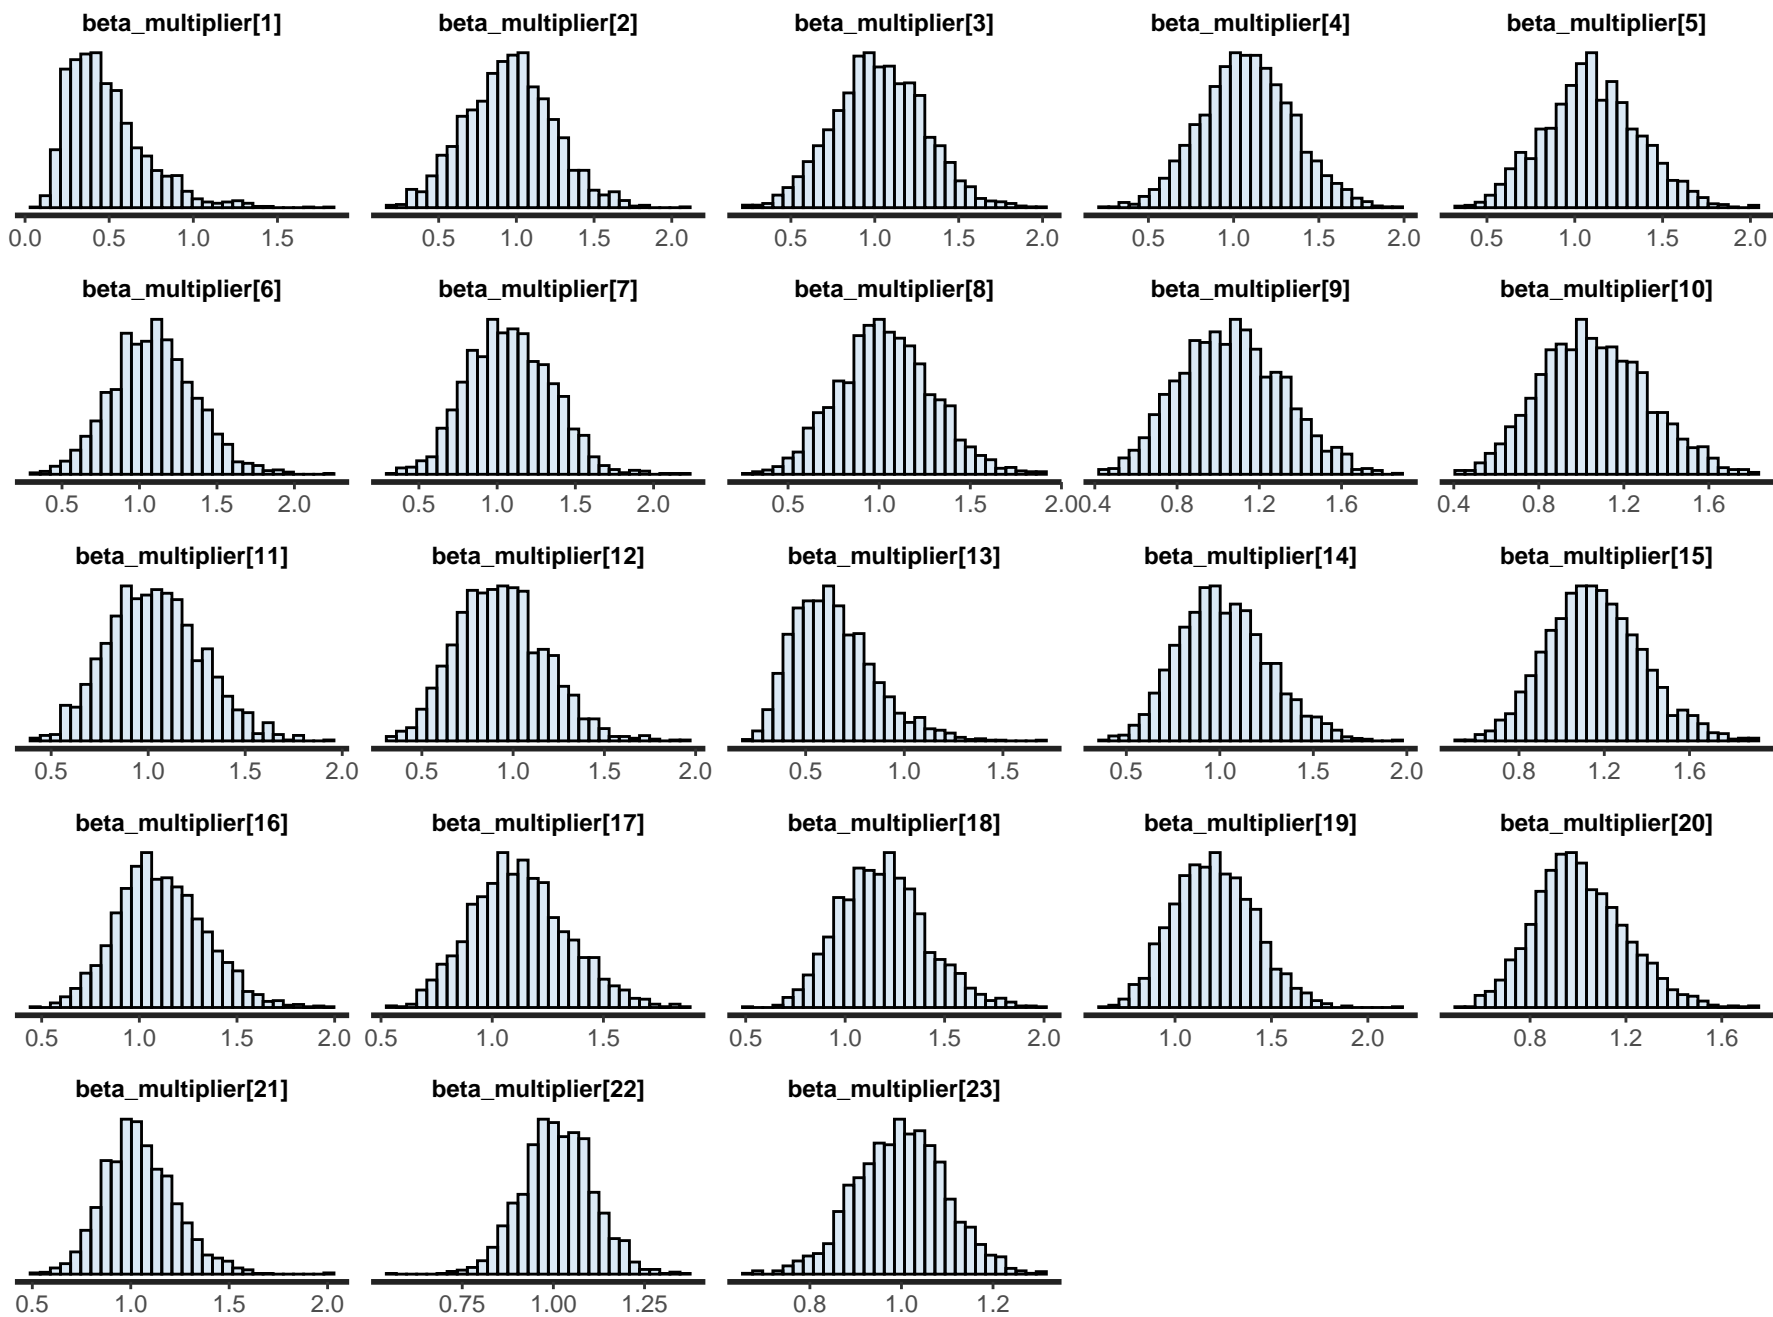 beta_multiplier[1] beta_multiplier[2] beta_multiplier[3] beta_multiplier[4] beta_multiplier[5]
0.0 0.5 1.0 1.5 0.5 1.0 1.5 2.0 0.5 1.0 1.5 2.0 0.5 1.0 1.5 2.0 0.5 1.0 1.5 2.0
beta_multiplier[6] beta_multiplier[7] beta_multiplier[8] beta_multiplier[9] beta_multiplier[10]
0.5 1.0 1.5 2.0 0.5 1.0 1.5 2.0 0.5 1.0 1.5 2.0 0.4 0.8 1.2 1.6 0.4 0.8 1.2 1.6
beta_multiplier[11] beta_multiplier[12] beta_multiplier[13] beta_multiplier[14] beta_multiplier[15]
0.5 1.0 1.5 2.0 0.5 1.0 1.5 2.0 0.5 1.0 1.5 0.5 1.0 1.5 2.0 0.8 1.2 1.6
beta_multiplier[16] beta_multiplier[17] beta_multiplier[18] beta_multiplier[19] beta_multiplier[20]
0.5 1.0 1.5 2.0 0.5 1.0 1.5 0.5 1.0 1.5 2.0 1.0 1.5 2.0 0.8 1.2 1.6
beta_multiplier[21] beta_multiplier[22] beta_multiplier[23]
0.5 1.0 1.5 2.0 0.75 1.00 1.25 0.8 1.0 1.2